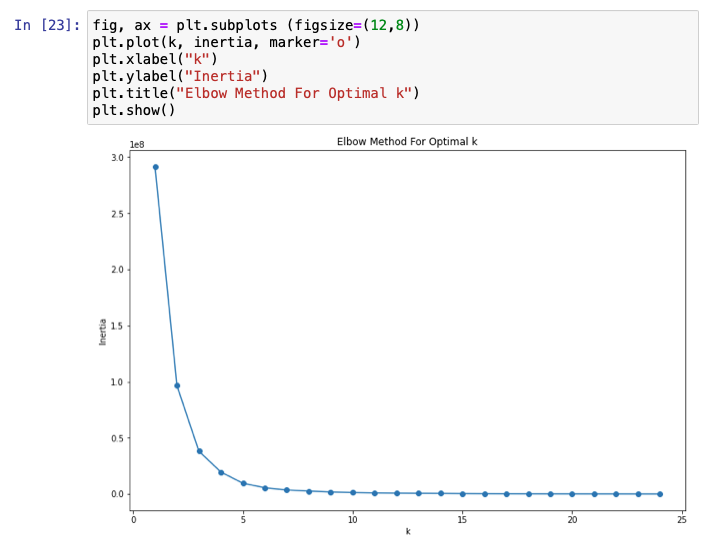 In [23]: fig, ax = plt.subplots (figsize=(12,8))
plt.plot(k, inertia, marker='o')
plt.xlabel("k")
plt.ylabel("Inertia")
plt.title("Elbow Method For Optimal k")
plt.show()
1e8
Elbow Method For Optimal k
3.0
2.5
2.0
1.5
1.0
0.5
0.0
Inertia
0 5 10 15 20 25
k